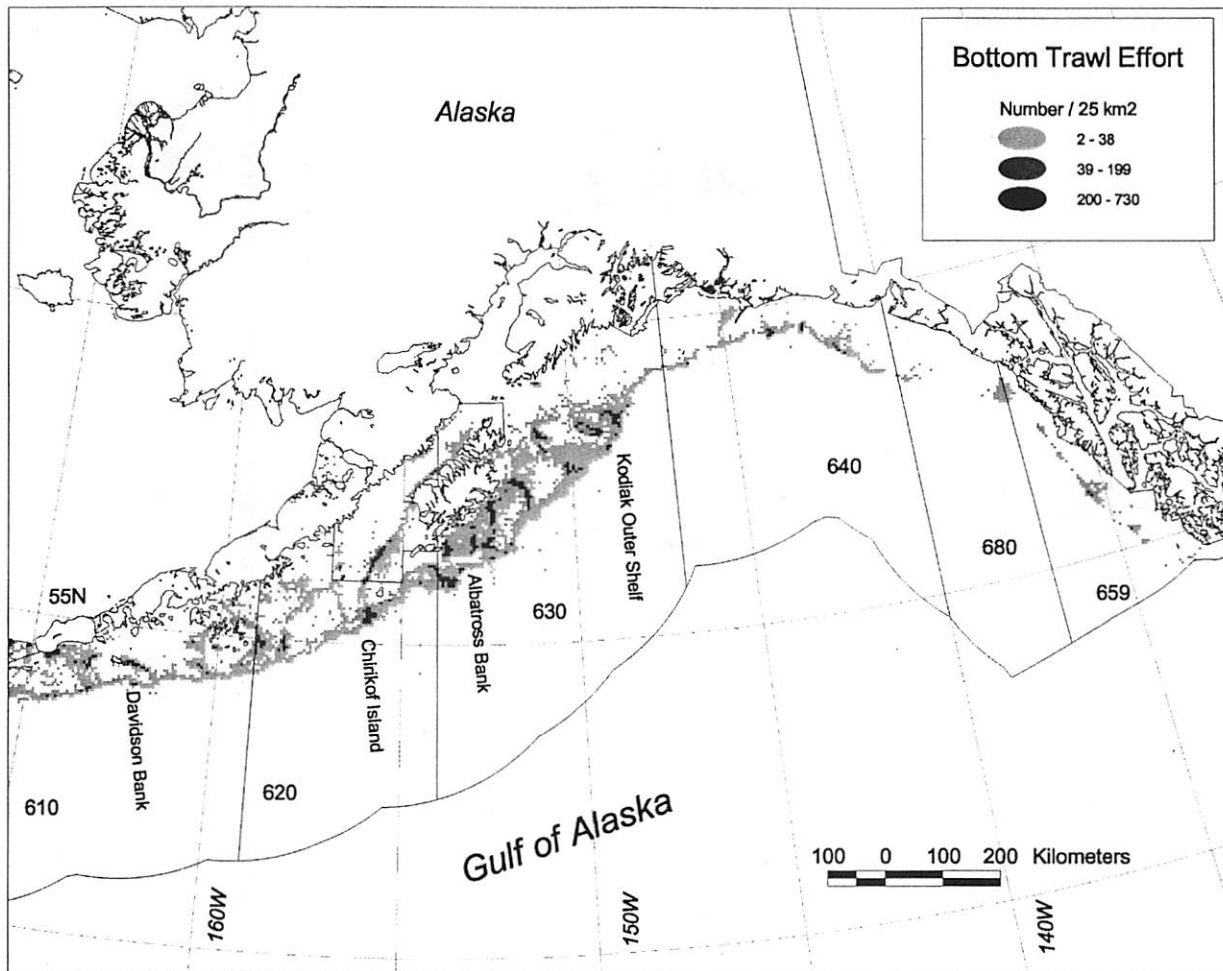 Bottom Trawl Effort
Number / 25 km2
2 - 38
39 - 199
200 - 730
Alaska
55N
640
680
659
630
620
610
Kodiak Outer Shelf
Albatross Bank
Chirikof Island
Davidson Bank
Gulf of Alaska
100 0 100 200 Kilometers
160W
150W
140W